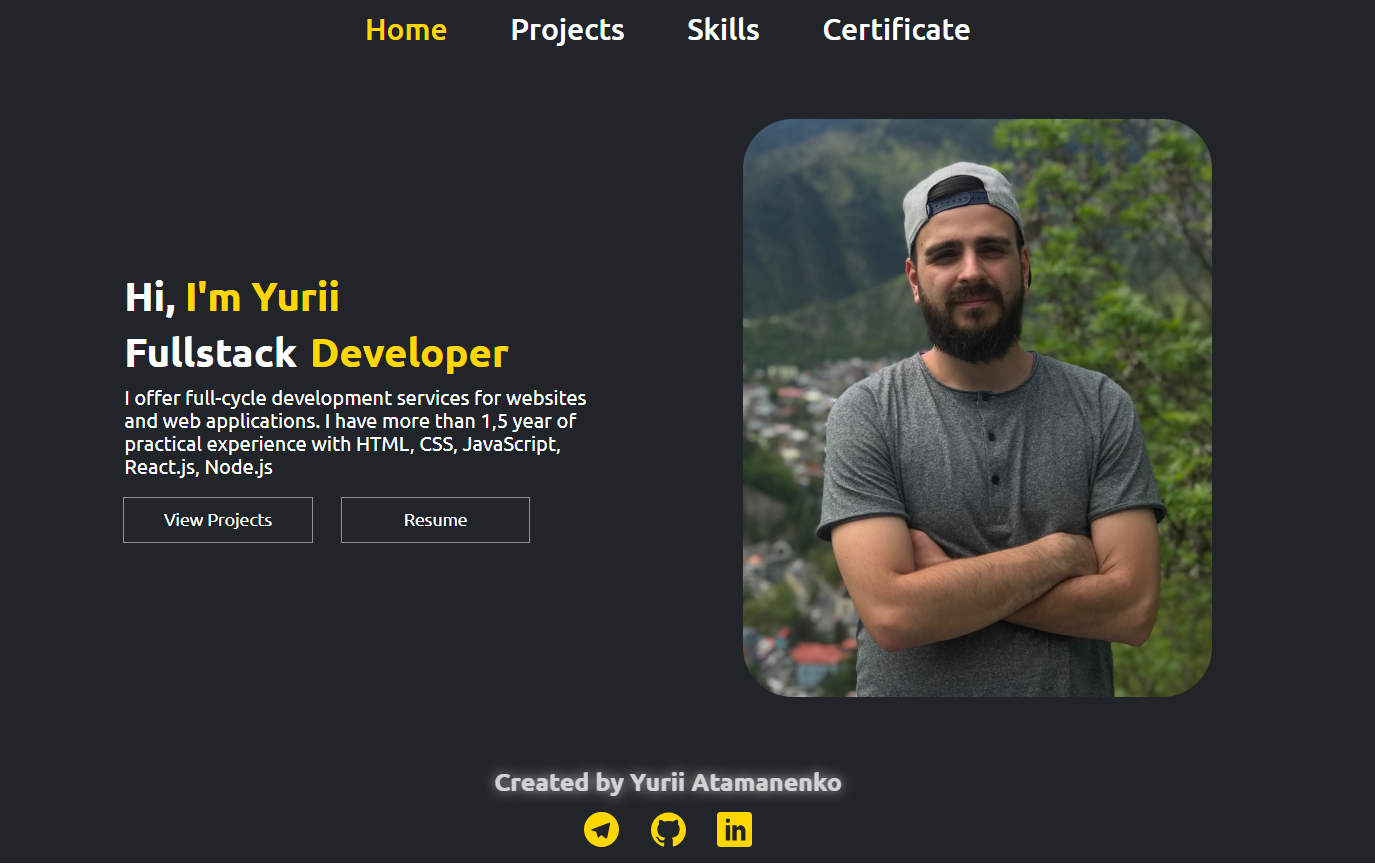 Home Projects Skills Certificate
Hi, I'm Yurii
Fullstack Developer
I offer full-cycle development services for websites
and web applications. I have more than 1,5 year of
practical experience with HTML, CSS, JavaScript,
React.js, Node.js
View Projects Resume
Created by Yurii Atamanenko
in